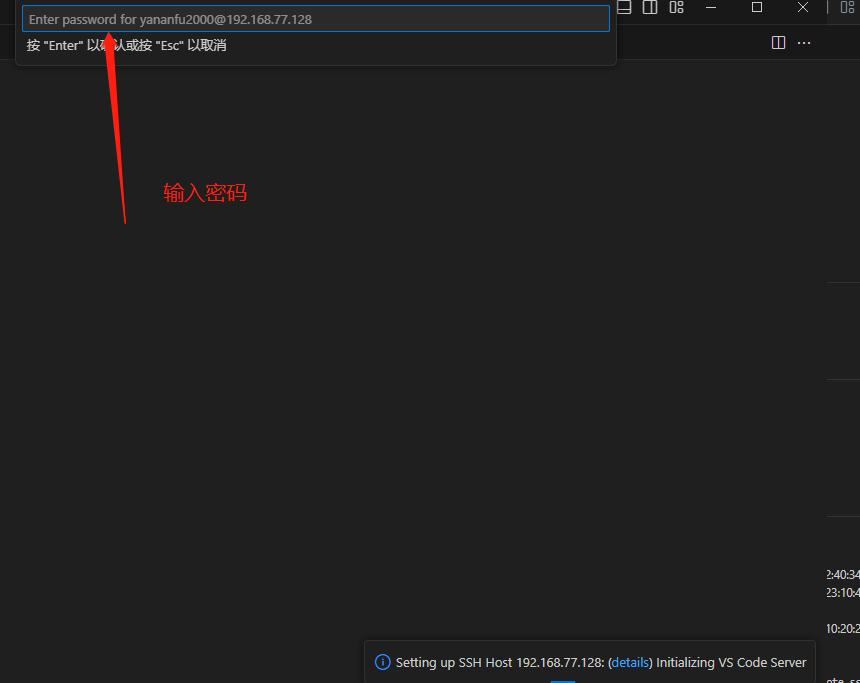 Enter password for yananfu2000@192.168.77.128
按 "Enter" 以确认或按 "Esc" 以取消
输入密码
2:40:34
23:10:4
10:20:2
Setting up SSH Host 192.168.77.128: (details) Initializing VS Code Server